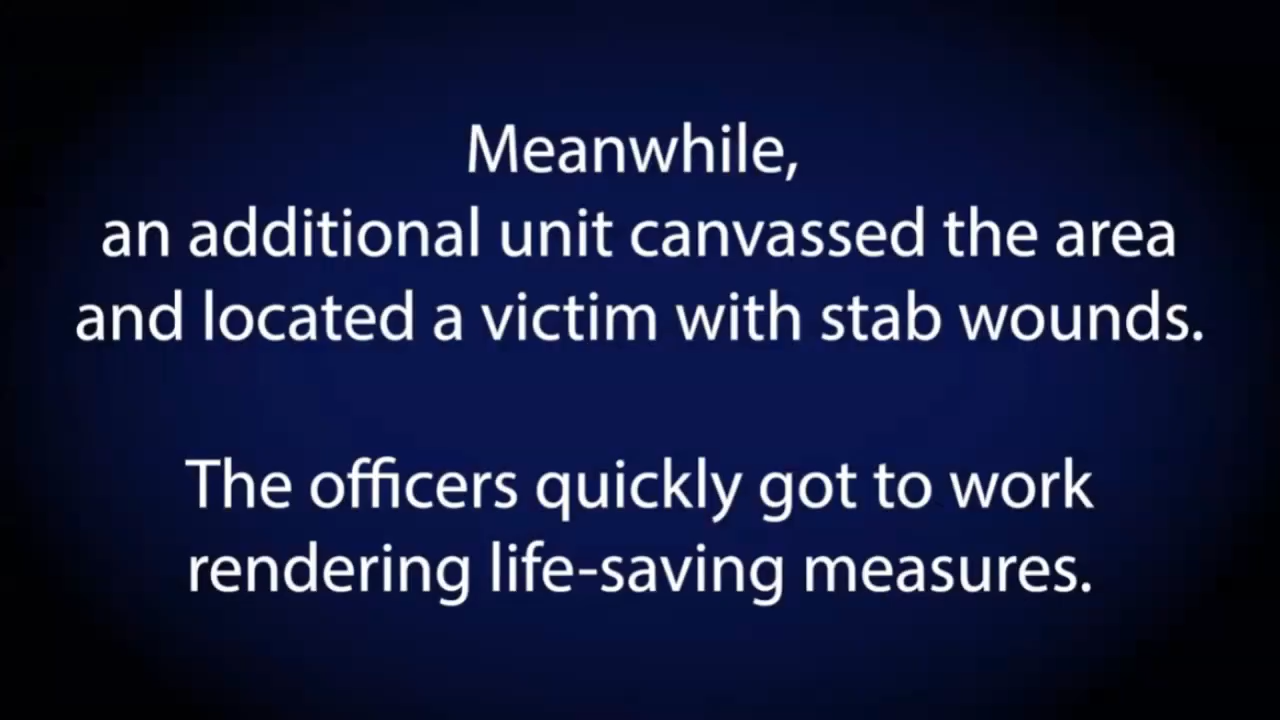 Meanwhile,
an additional unit canvassed the area
and located a victim with stab wounds.
The officers quickly got to work
rendering life-saving measures.